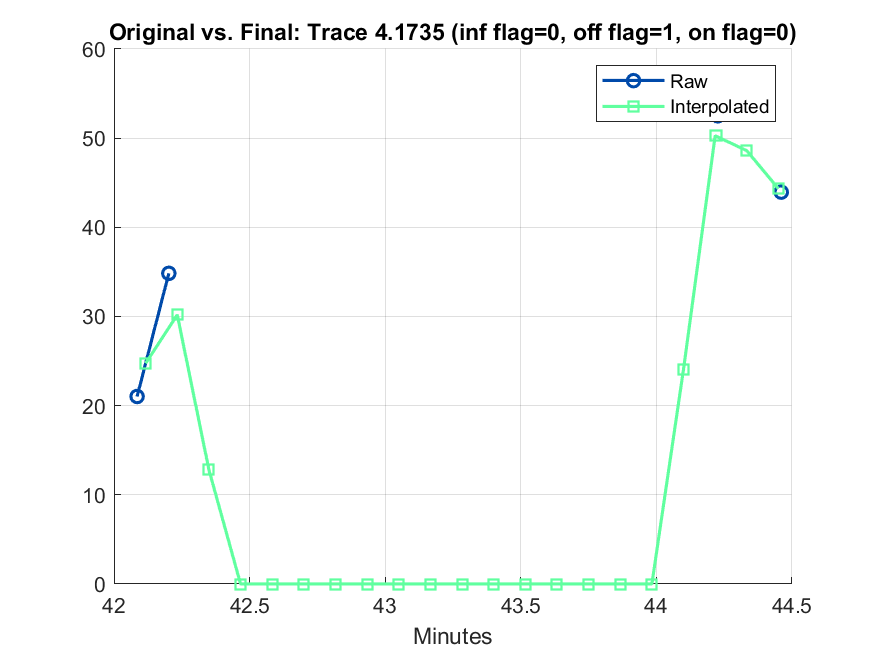 Original vs. Final: Trace 4.1735 (inf flag=0, off flag=1, on flag=0)
60
50
40
30
20
10
0
Raw
Interpolated
42 42.5 43 43.5 44 44.5
Minutes